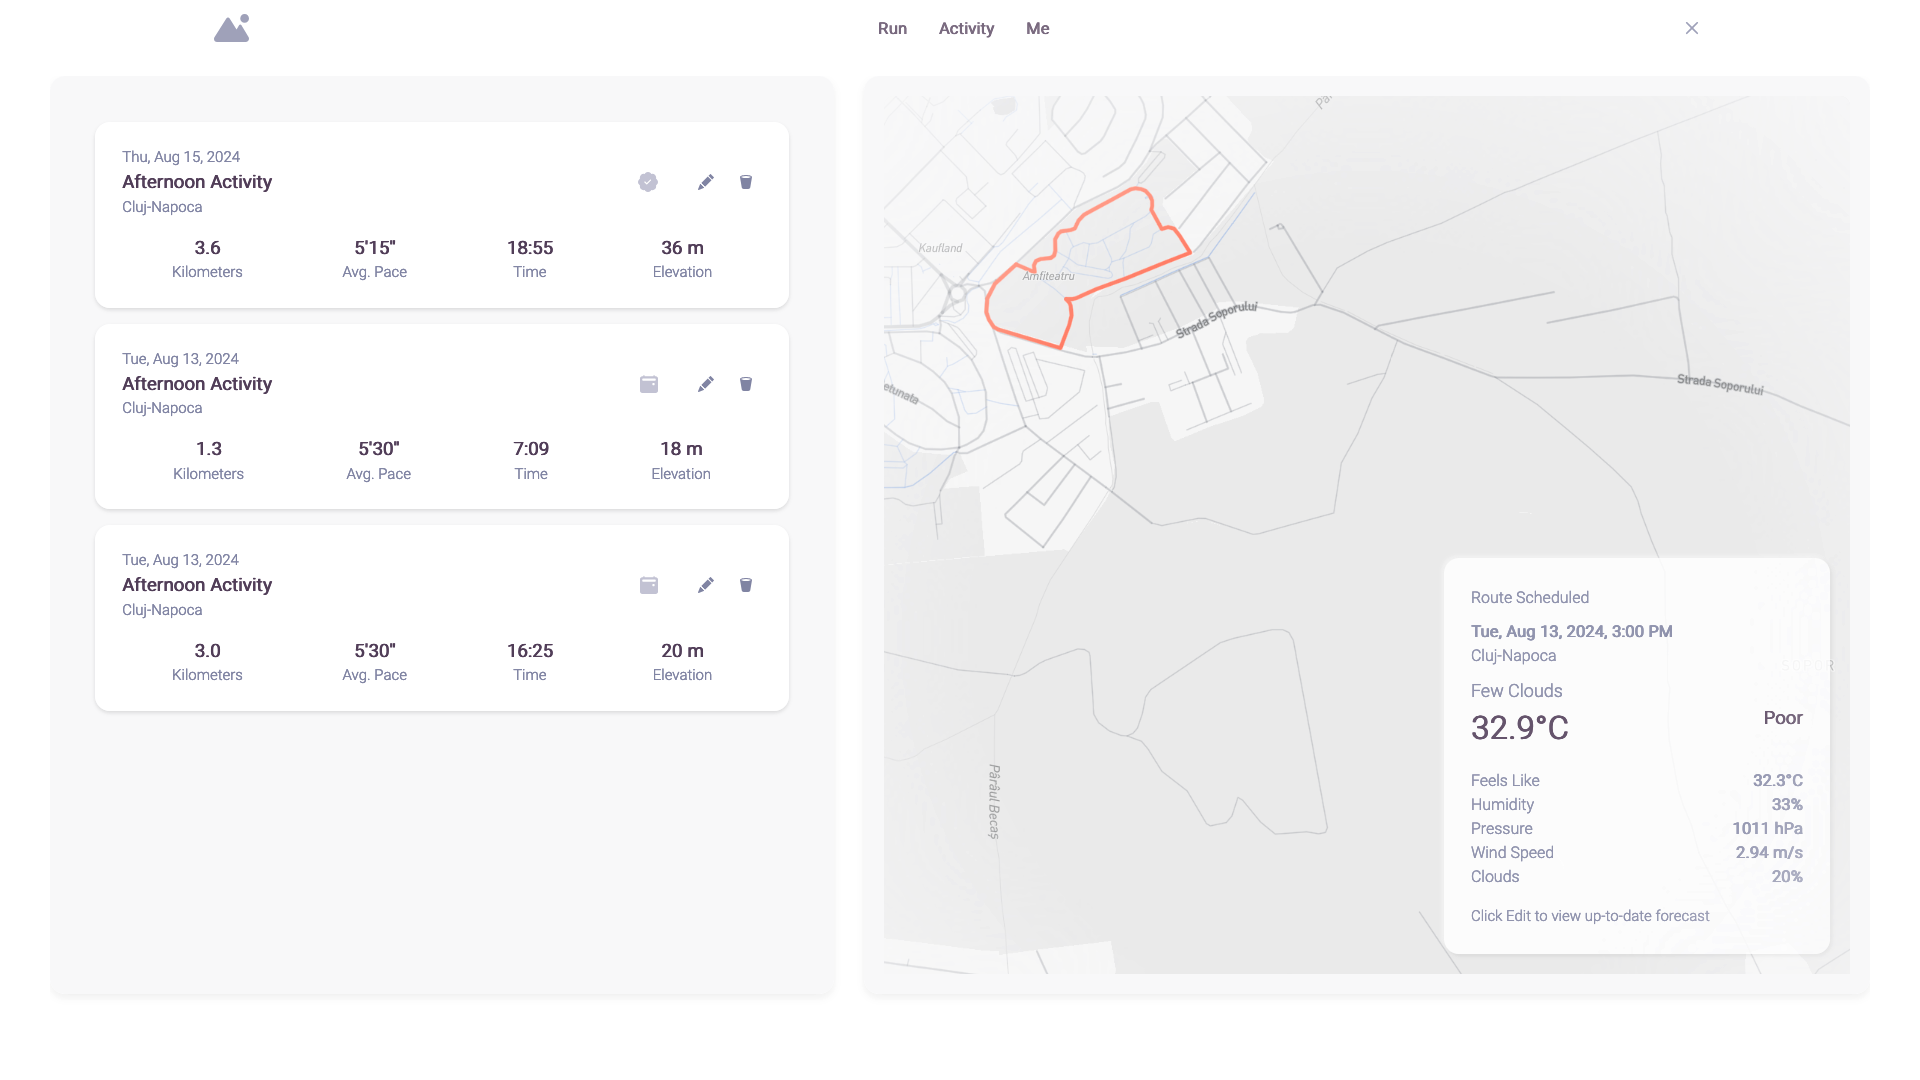 Run Activity Me
Thu, Aug 15, 2024
Afternoon Activity
Cluj-Napoca
3.6 5'15" 18:55 36 m
Kilometers Avg. Pace Time Elevation
Tue, Aug 13, 2024
Afternoon Activity
Cluj-Napoca
1.3 5'30" 7:09 18 m
Kilometers Avg. Pace Time Elevation
Tue, Aug 13, 2024
Afternoon Activity
Cluj-Napoca
3.0 5'30" 16:25 20 m
Kilometers Avg. Pace Time Elevation
Kaufland
Amfiteatru
Strada Soporului
Strada Soporului
Pârâul Becaș
Route Scheduled
Tue, Aug 13, 2024, 3:00 PM
Cluj-Napoca
Few Clouds
32.9°C Poor
Feels Like 32.3°C
Humidity 33%
Pressure 1011 hPa
Wind Speed 2.94 m/s
Clouds 20%
Click Edit to view up-to-date forecast